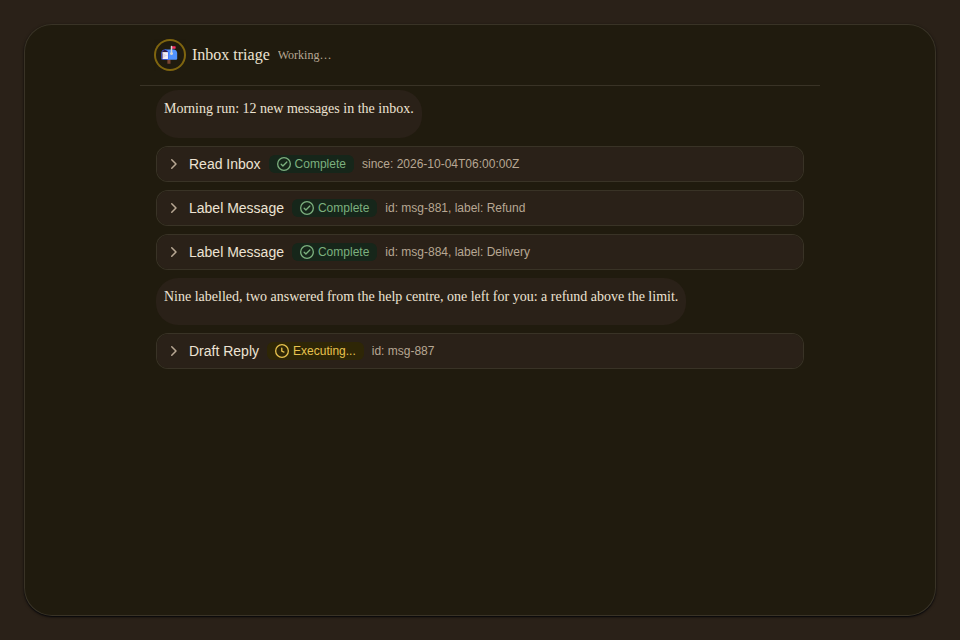 Inbox triage Working…
Morning run: 12 new messages in the inbox.
Read Inbox Complete since: 2026-10-04T06:00:00Z
Label Message Complete id: msg-881, label: Refund
Label Message Complete id: msg-884, label: Delivery
Nine labelled, two answered from the help centre, one left for you: a refund above the limit.
Draft Reply Executing... id: msg-887